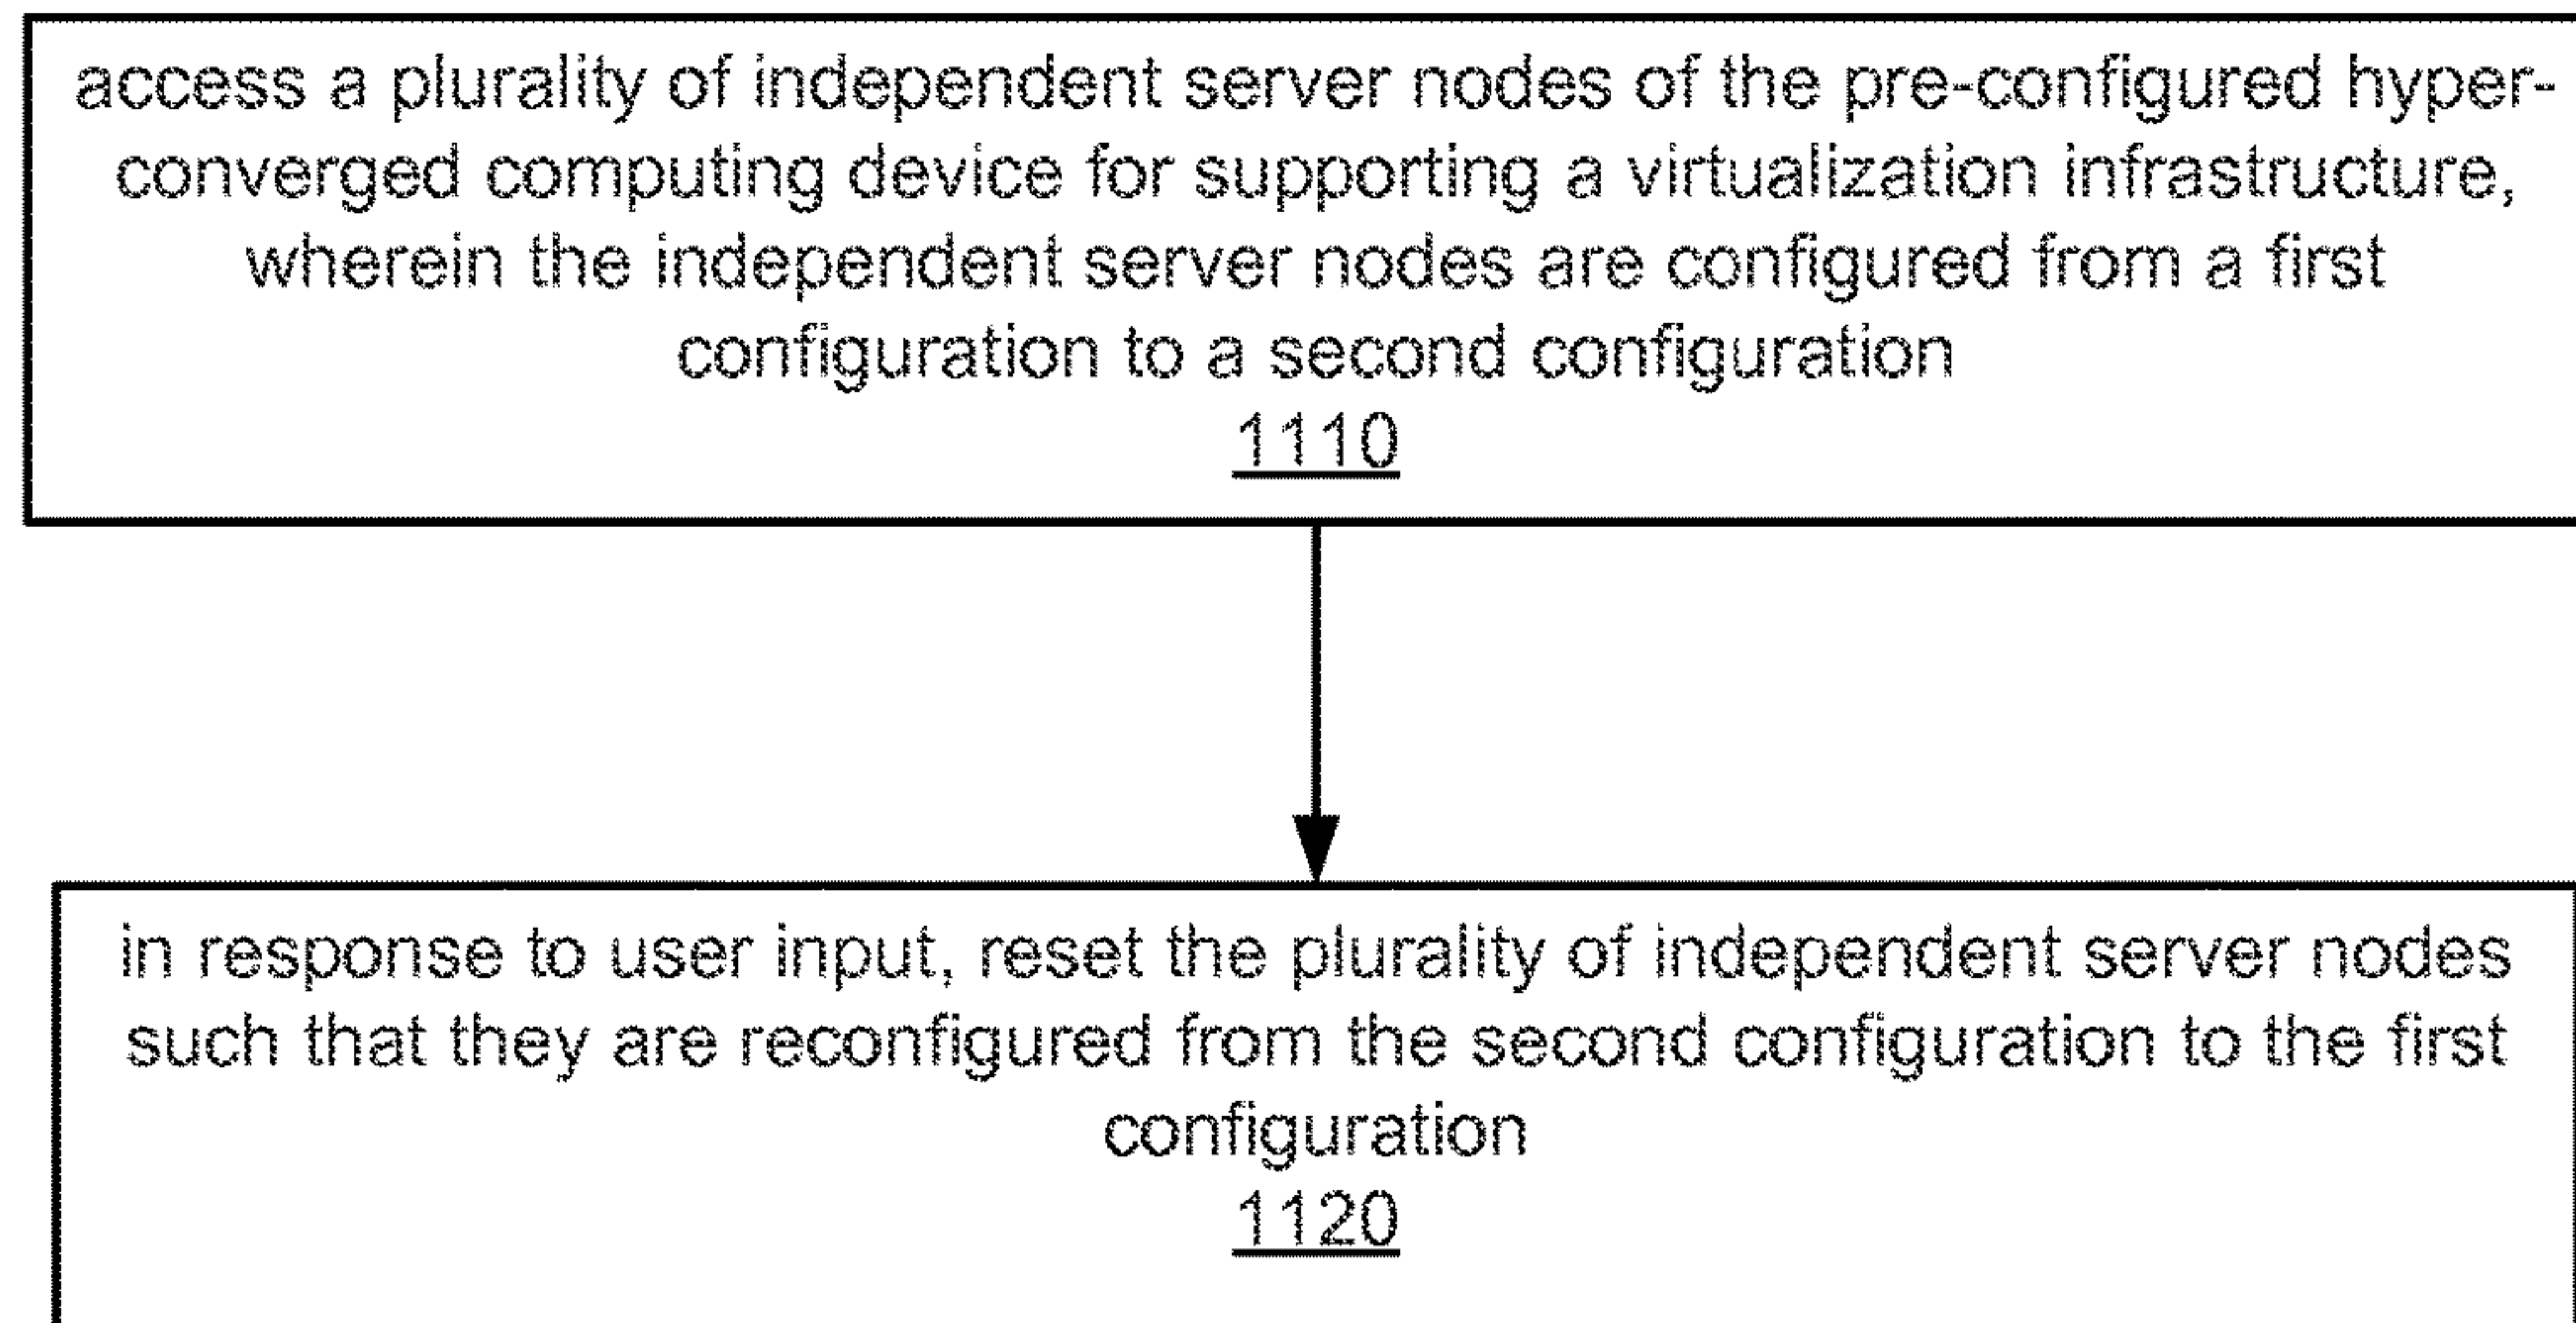 access a plurality of independent server nodes of the pre-configured hyper-
converged computing device for supporting a virtualization infrastructure,
wherein the independent server nodes are configured from a first
configuration to a second configuration
1110
in response to user input, reset the plurality of independent server nodes
such that they are reconfigured from the second configuration to the first
configuration
1120